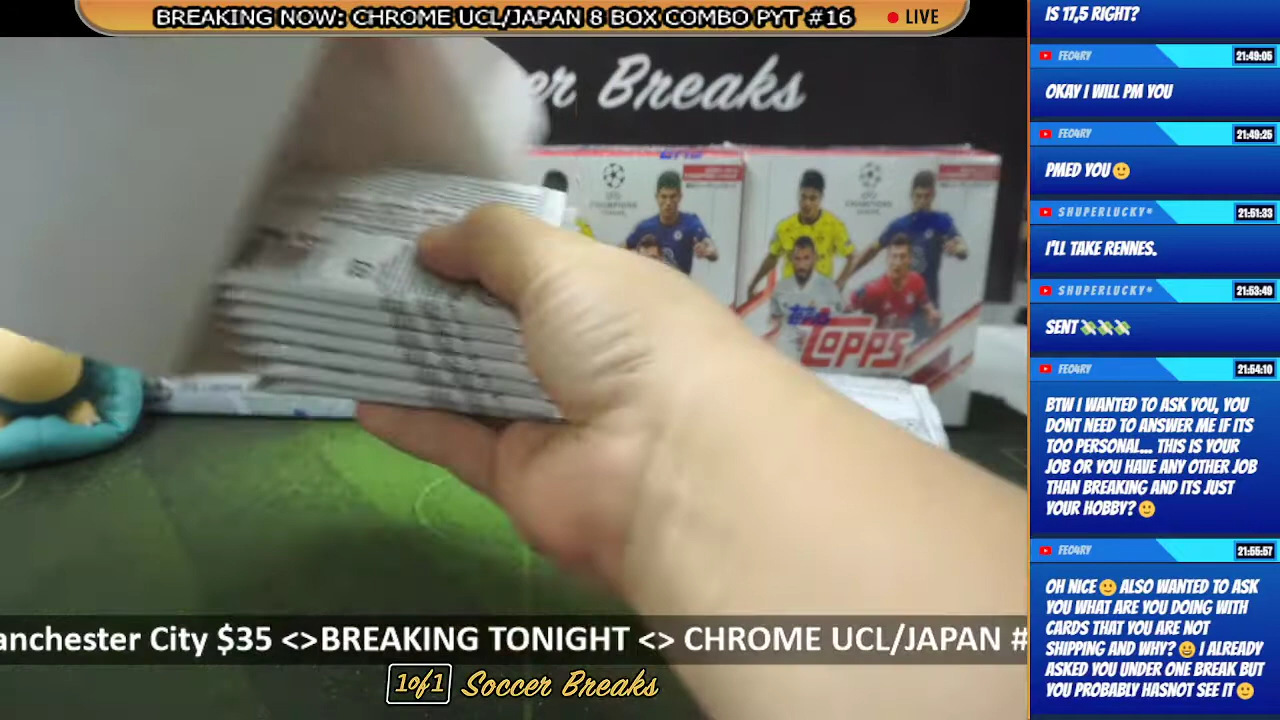 BREAKING NOW: CHROME UCL/JAPAN 8 BOX COMBO PYT #16
LIVE
er Breaks
TOPPS
anchester City $35 <>BREAKING TONIGHT <> CHROME UCL/JAPAN #
1of1 Soccer Breaks
IS 17,5 RIGHT?
FEO4RY
21:49:05
OKAY I WILL PM YOU
FEO4RY
21:49:25
PMED YOU 🙂
SHUPERLUCKY*
21:51:33
I'LL TAKE RENNES.
SHUPERLUCKY*
21:53:49
SENT 💸💸💸
FEO4RY
21:54:10
BTW I WANTED TO ASK YOU, YOU
DONT NEED TO ANSWER ME IF ITS
TOO PERSONAL... THIS IS YOUR
JOB OR YOU HAVE ANY OTHER JOB
THAN BREAKING AND ITS JUST
YOUR HOBBY? 🙂
FEO4RY
21:55:57
OH NICE 🙂 ALSO WANTED TO ASK
YOU WHAT ARE YOU DOING WITH
CARDS THAT YOU ARE NOT
SHIPPING AND WHY? 😀 I ALREADY
ASKED YOU UNDER ONE BREAK BUT
YOU PROBABLY HASNOT SEE IT 🙂